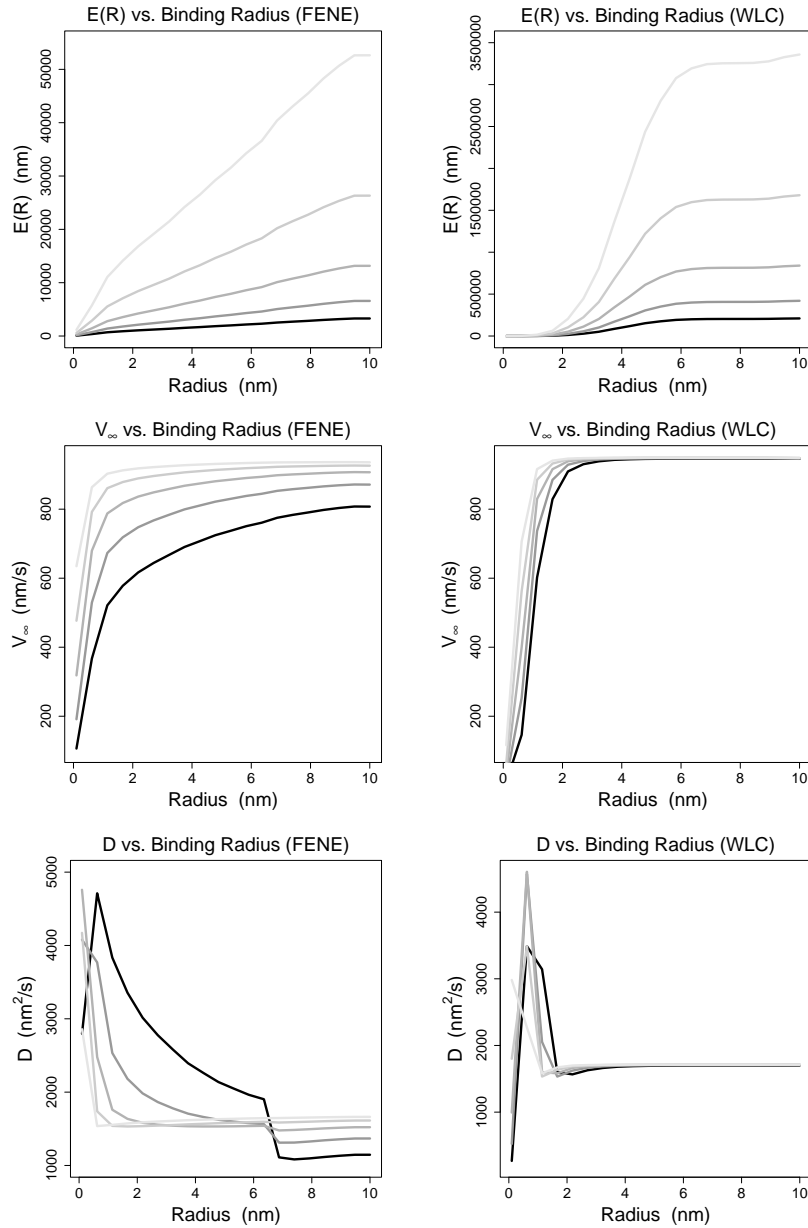 E(R) vs. Binding Radius (FENE)
E(R) (nm)
50000
40000
30000
20000
10000
0
0 2 4 6 8 10
Radius (nm)
E(R) vs. Binding Radius (WLC)
E(R) (nm)
3500000
2500000
1500000
500000
0
0 2 4 6 8 10
Radius (nm)
V∞ vs. Binding Radius (FENE)
V∞ (nm/s)
800
600
400
200
0 2 4 6 8 10
Radius (nm)
V∞ vs. Binding Radius (WLC)
V∞ (nm/s)
800
600
400
200
0 2 4 6 8 10
Radius (nm)
D vs. Binding Radius (FENE)
D (nm²/s)
5000
4000
3000
2000
1000
0 2 4 6 8 10
Radius (nm)
D vs. Binding Radius (WLC)
D (nm²/s)
4000
3000
2000
1000
0 2 4 6 8 10
Radius (nm)